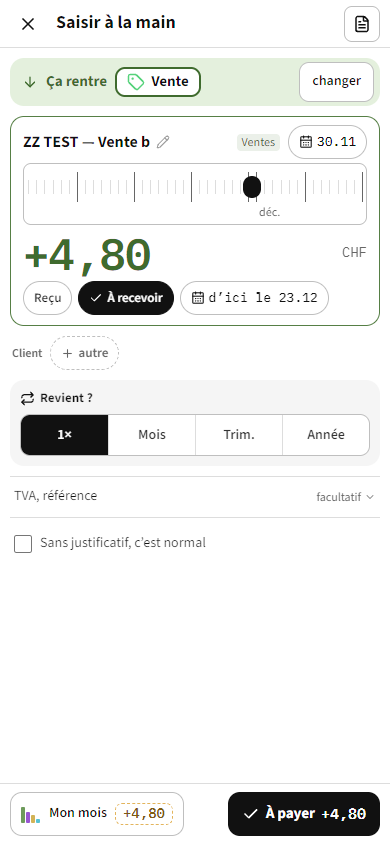 Saisir à la main
Ça rentre Vente changer
ZZ TEST — Vente b Ventes 30.11
déc.
+4,80 CHF
Reçu À recevoir d’ici le 23.12
Client + autre
Revient ?
1× Mois Trim. Année
TVA, référence facultatif
Sans justificatif, c’est normal
Mon mois +4,80 À payer +4,80